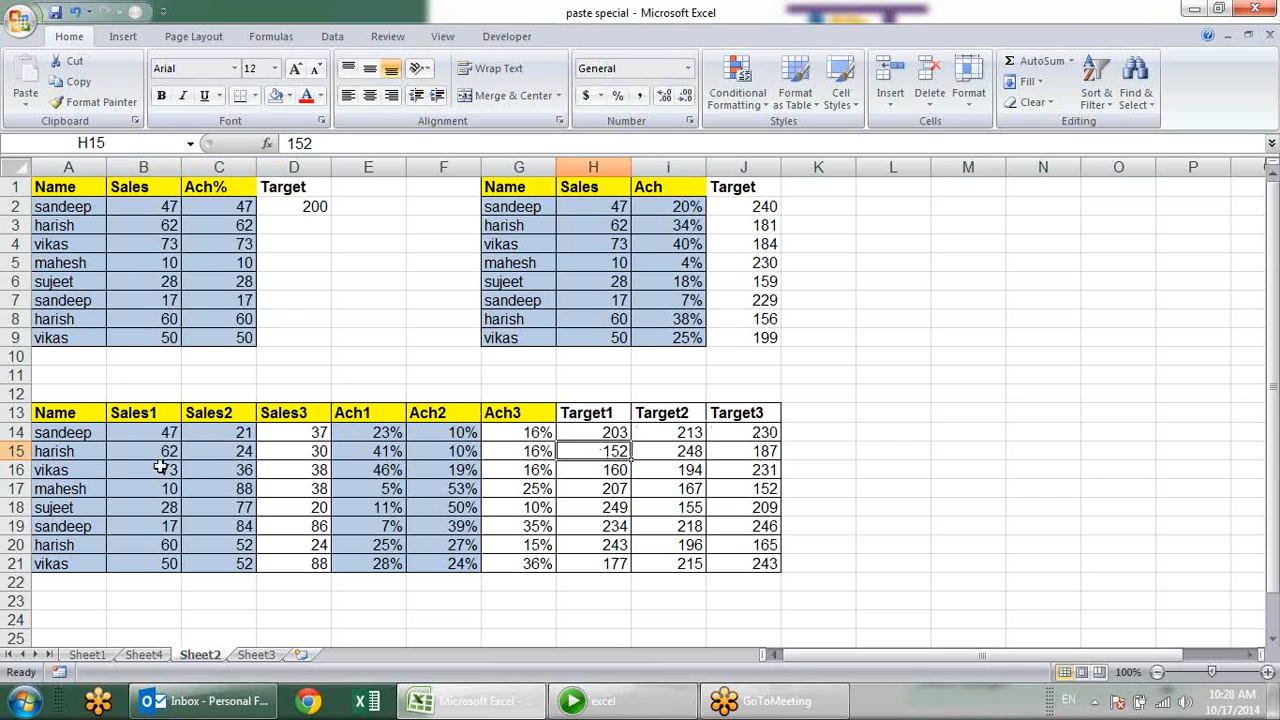 paste special - Microsoft Excel
Home Insert Page Layout Formulas Data Review View Developer
Paste Cut Arial 12 Wrap Text General Conditional Formatting Format as Table Cell Styles Insert Delete Format AutoSum Sort & Filter Find & Select
Copy Fill
Format Painter B I U Merge & Center $ % , Clear
Clipboard Font Alignment Number Styles Cells Editing
H15 fx 152
A B C D E F G H I J K L M N O P
1 Name Sales Ach% Target Name Sales Ach Target
2 sandeep 47 47 200 sandeep 47 20% 240
3 harish 62 62 harish 62 34% 181
4 vikas 73 73 vikas 73 40% 184
5 mahesh 10 10 mahesh 10 4% 230
6 sujeet 28 28 sujeet 28 18% 159
7 sandeep 17 17 sandeep 17 7% 229
8 harish 60 60 harish 60 38% 156
9 vikas 50 50 vikas 50 25% 199
10
11
12
13 Name Sales1 Sales2 Sales3 Ach1 Ach2 Ach3 Target1 Target2 Target3
14 sandeep 47 21 37 23% 10% 16% 203 213 230
15 harish 62 24 30 41% 10% 16% 152 248 187
16 vikas 73 36 38 46% 19% 16% 160 194 231
17 mahesh 10 88 38 5% 53% 25% 207 167 152
18 sujeet 28 77 20 11% 50% 10% 249 155 209
19 sandeep 17 84 86 7% 39% 35% 234 218 246
20 harish 60 52 24 25% 27% 15% 243 196 165
21 vikas 50 52 88 28% 24% 36% 177 215 243
22
23
24
25
Sheet1 Sheet4 Sheet2 Sheet3
Ready 100%
Inbox - Personal F... Microsoft Excel - ... excel GoToMeeting EN 10:28 AM
10/17/2014